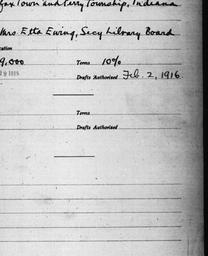 fax Town and Perry Township, Indiana
Mrs. Etta Ewing, Secy Library Board
9,000 Terms 10%
Drafts Authorized Feb. 2, 1916
Terms
Drafts Authorized